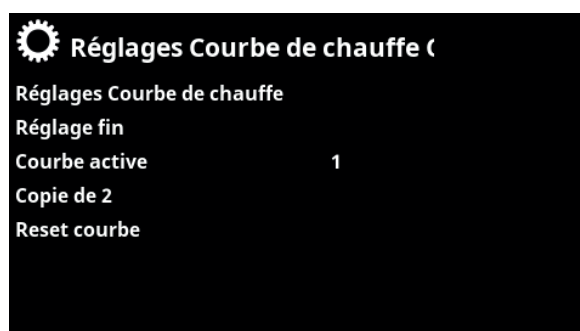 Réglages Courbe de chauffe
Réglages Courbe de chauffe
Réglage fin
Courbe active 1
Copie de 2
Reset courbe